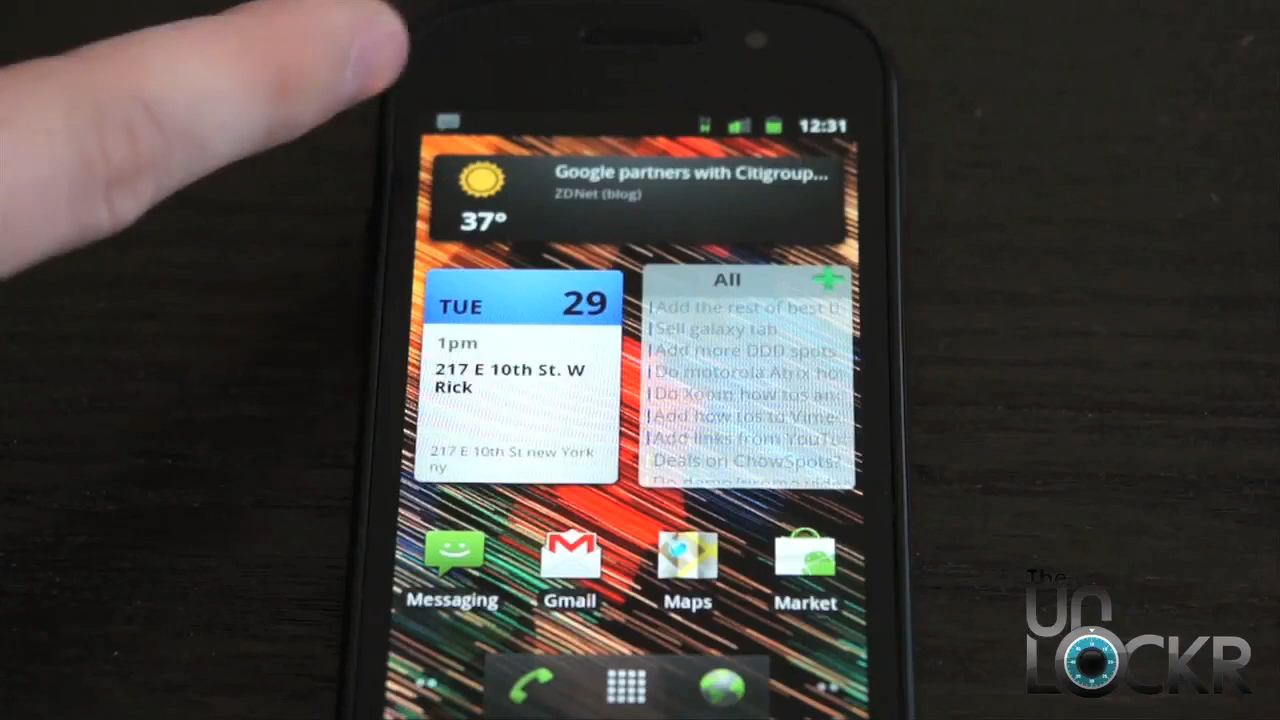 12:31
Google partners with Citigroup...
ZDNet (blog)
37°
TUE 29
1pm
217 E 10th St. W
Rick
217 E 10th St new York
ny
All
Add the rest of best
Sell galaxy tab
Add more DDD spots
Do motorola Atrix
Do Xoom how tos
Add how tos to Vime
Add links from YouTu
Deals on ChowSpots?
Messaging
Gmail
Maps
Market
The
UnLOCKR